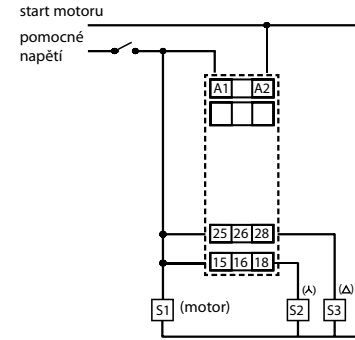 start motoru
pomocné
napětí
A1 A2
25 26 28
15 16 18
(⅄) (Δ)
S1 (motor) S2 S3